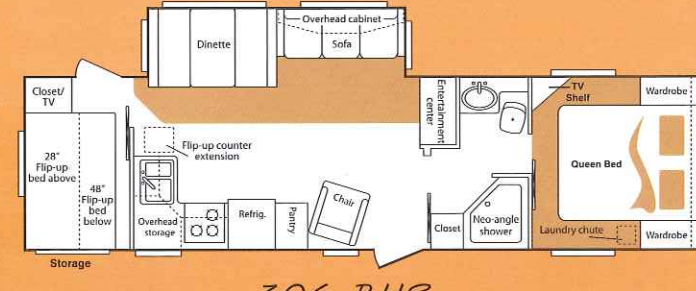 Overhead cabinet
Dinette
Sofa
Closet/
TV
28"
Flip-up
bed above
48"
Flip-up
bed
below
Storage
Flip-up counter
extension
Overhead
storage
Refrig.
Pantry
Chair
Entertainment
center
Closet
Neo-angle
shower
TV
Shelf
Wardrobe
Queen Bed
Laundry chute
Wardrobe